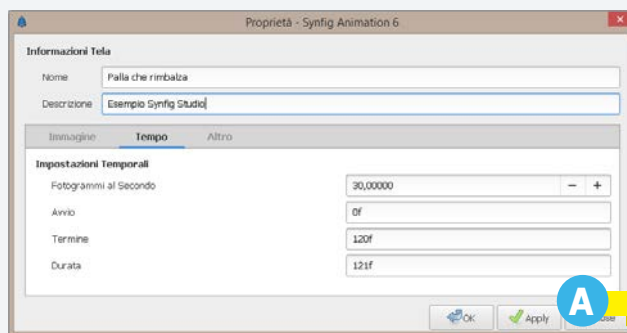 Proprietà - Synfig Animation 6
Informazioni Tela
Nome Palla che rimbalza
Descrizione Esempio Synfig Studio
Immagine Tempo Altro
Impostazioni Temporali
Fotogrammi al Secondo 30,00000
Avvio 0f
Termine 120f
Durata 121f
OK Apply
A